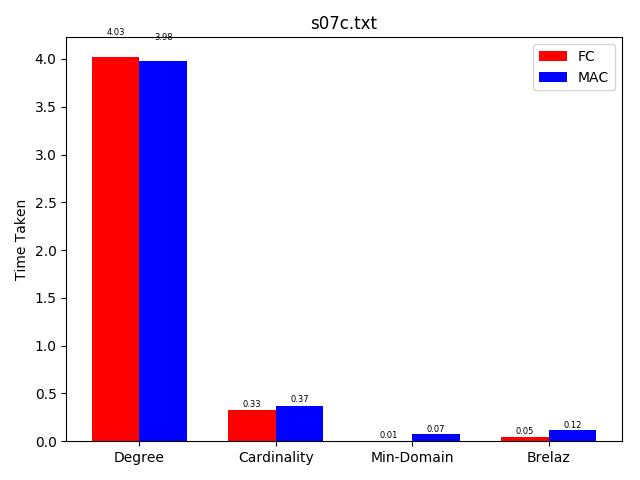 s07c.txt
4.03
3.98
FC
MAC
4.0
3.5
3.0
2.5
2.0
1.5
1.0
0.5
0.0
Time Taken
0.33
0.37
0.01
0.07
0.05
0.12
Degree
Cardinality
Min-Domain
Brelaz